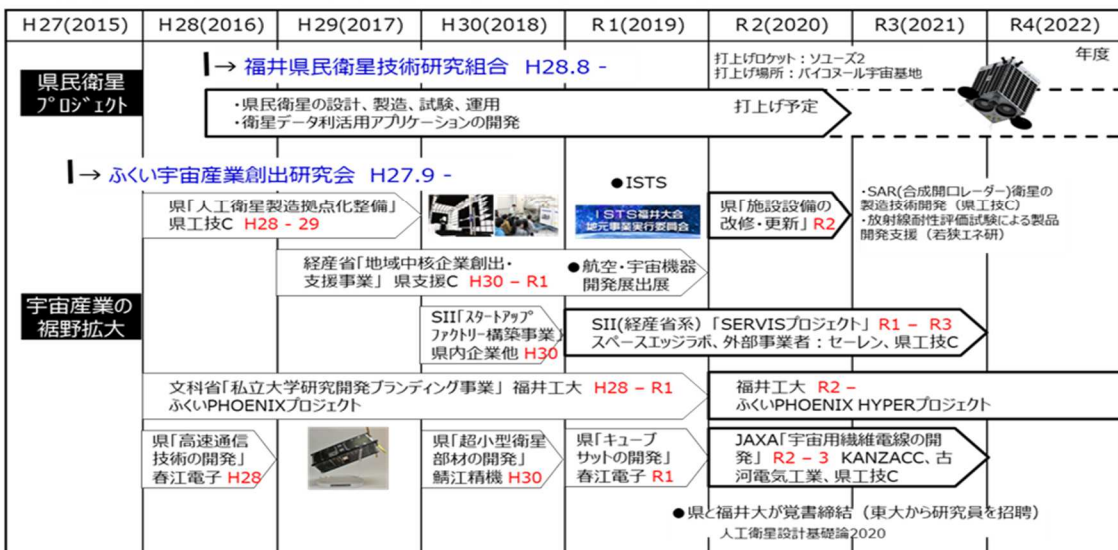 H27(2015) H28(2016) H29(2017) H30(2018) R1(2019) R2(2020) R3(2021) R4(2022)
年度
県民衛星
プロジェクト
|→ 福井県民衛星技術研究組合 H28.8 -
打上げロケット：ソユーズ2
打上げ場所：バイコヌール宇宙基地
・県民衛星の設計、製造、試験、運用
・衛星データ利活用アプリケーションの開発
打上げ予定
|→ ふくい宇宙産業創出研究会 H27.9 -
宇宙産業の
裾野拡大
県「人工衛星製造拠点化整備」
県工技C H28 - 29
●ISTS
ISTS福井大会
地元事業実行委員会
県「施設設備の
改修・更新」R2
・SAR(合成開口レーダー)衛星の
製造技術開発（県工技C）
・放射線耐性評価試験による製品
開発支援（若狭エネ研）
経産省「地域中核企業創出・
支援事業」 県支援C H30 – R1
●航空・宇宙機器
開発展出展
SII「スタートアップ
ファクトリー構築事業」
県内企業他 H30
SII(経産省系)「SERVISプロジェクト」 R1 – R3
スペースエッジラボ、外部事業者：セーレン、県工技C
文科省「私立大学研究開発ブランディング事業」福井工大 H28 – R1
ふくいPHOENIXプロジェクト
福井工大 R2 –
ふくいPHOENIX HYPERプロジェクト
県「高速通信
技術の開発」
春江電子 H28
県「超小型衛星
部材の開発」
鯖江精機 H30
県「キューブ
サットの開発」
春江電子 R1
JAXA「宇宙用繊維電線の開
発」 R2 – 3 KANZACC、古
河電気工業、県工技C
●県と福井大が覚書締結（東大から研究員を招聘）
人工衛星設計基礎論2020